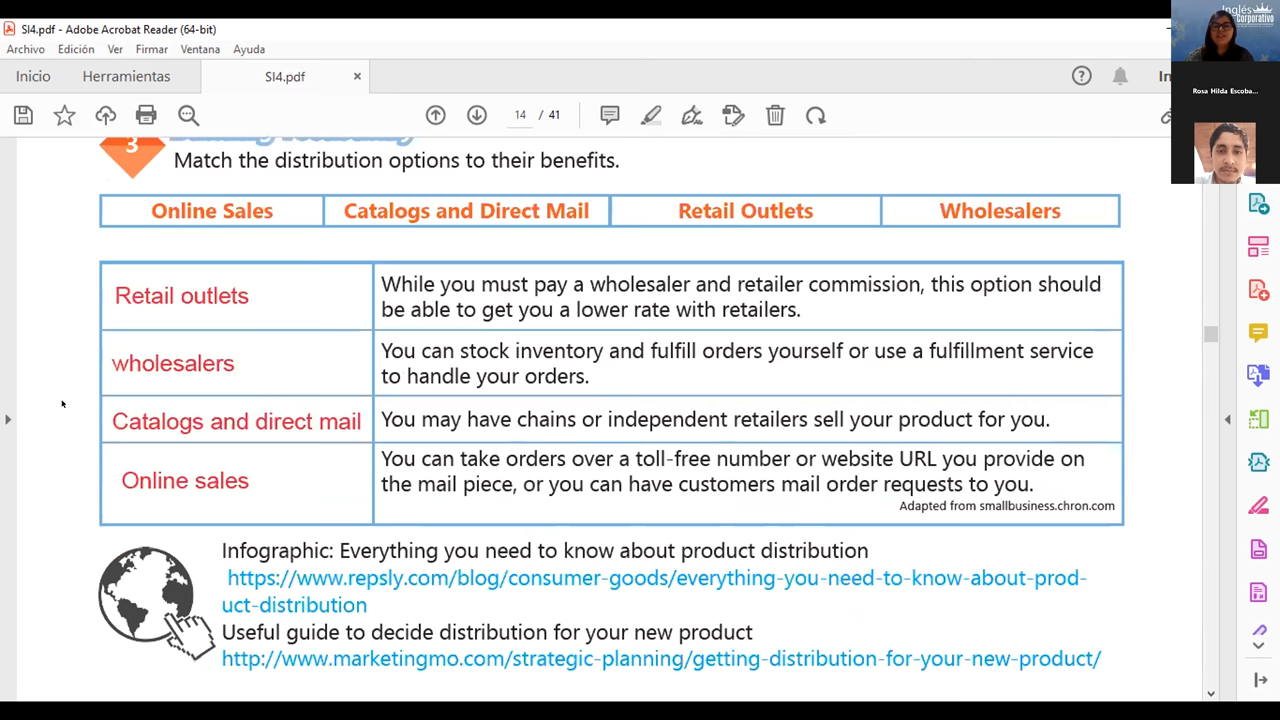 SI4.pdf - Adobe Acrobat Reader (64-bit)
Archivo Edición Ver Firmar Ventana Ayuda
Inicio Herramientas SI4.pdf × ?
14 / 41
Inglés
Corporativo
Rosa Hilda Escoba...
3
Match the distribution options to their benefits.
Online Sales Catalogs and Direct Mail Retail Outlets Wholesalers
Retail outlets
While you must pay a wholesaler and retailer commission, this option should
be able to get you a lower rate with retailers.
wholesalers
You can stock inventory and fulfill orders yourself or use a fulfillment service
to handle your orders.
Catalogs and direct mail
You may have chains or independent retailers sell your product for you.
Online sales
You can take orders over a toll-free number or website URL you provide on
the mail piece, or you can have customers mail order requests to you.
Adapted from smallbusiness.chron.com
Infographic: Everything you need to know about product distribution
https://www.repsly.com/blog/consumer-goods/everything-you-need-to-know-about-prod-
uct-distribution
Useful guide to decide distribution for your new product
http://www.marketingmo.com/strategic-planning/getting-distribution-for-your-new-product/